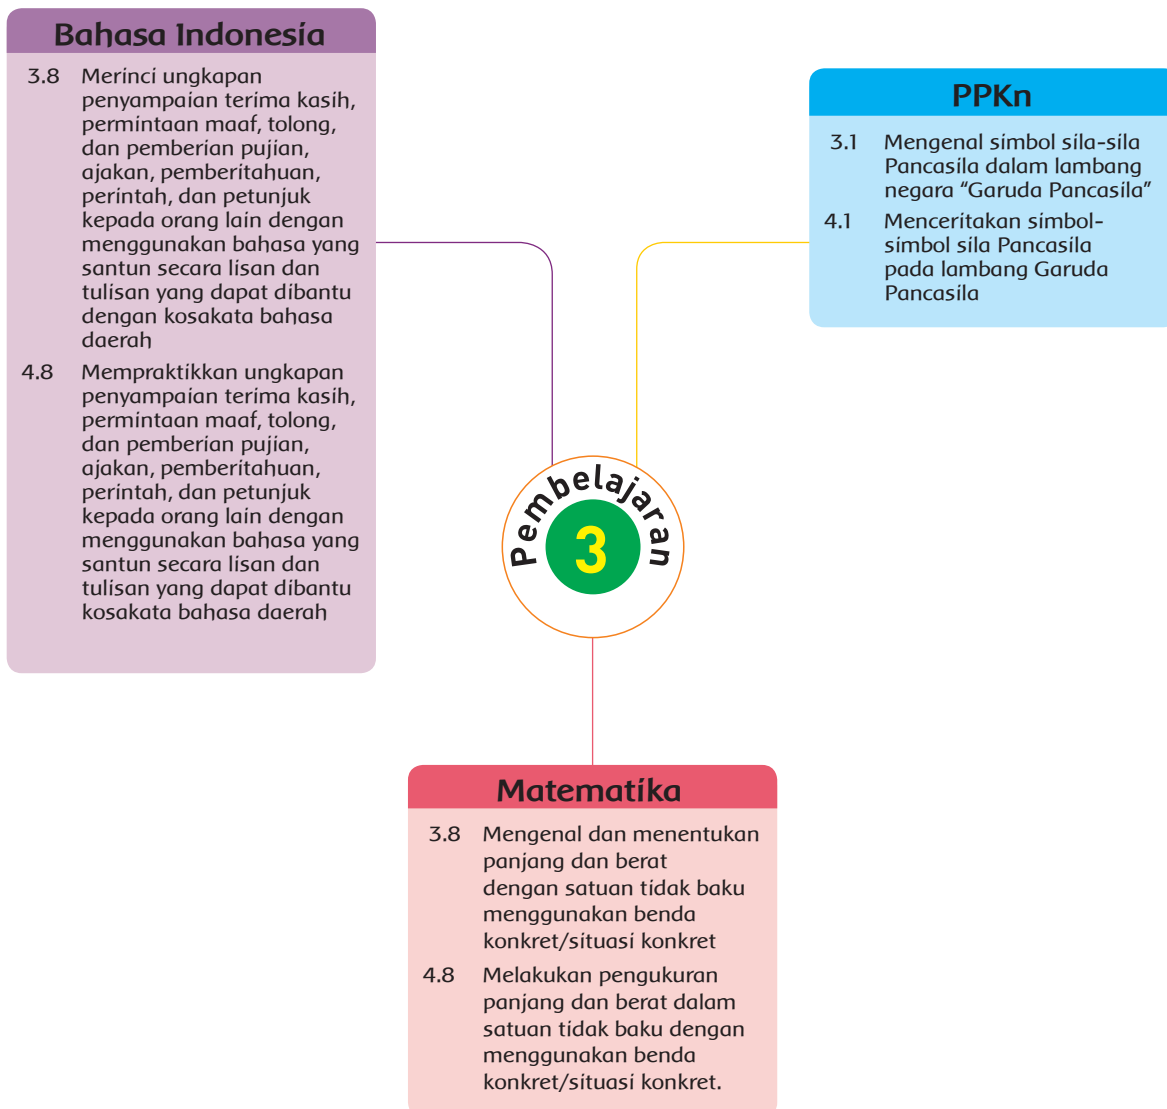 Bahasa Indonesia
3.8 Merinci ungkapan
penyampaian terima kasih,
permintaan maaf, tolong,
dan pemberian pujian,
ajakan, pemberitahuan,
perintah, dan petunjuk
kepada orang lain dengan
menggunakan bahasa yang
santun secara lisan dan
tulisan yang dapat dibantu
dengan kosakata bahasa
daerah
4.8 Mempraktikkan ungkapan
penyampaian terima kasih,
permintaan maaf, tolong,
dan pemberian pujian,
ajakan, pemberitahuan,
perintah, dan petunjuk
kepada orang lain dengan
menggunakan bahasa yang
santun secara lisan dan
tulisan yang dapat dibantu
kosakata bahasa daerah
PPKn
3.1 Mengenal simbol sila-sila
Pancasila dalam lambang
negara “Garuda Pancasila”
4.1 Menceritakan simbol-
simbol sila Pancasila
pada lambang Garuda
Pancasila
Pembelajaran
3
Matematika
3.8 Mengenal dan menentukan
panjang dan berat
dengan satuan tidak baku
menggunakan benda
konkret/situasi konkret
4.8 Melakukan pengukuran
panjang dan berat dalam
satuan tidak baku dengan
menggunakan benda
konkret/situasi konkret.